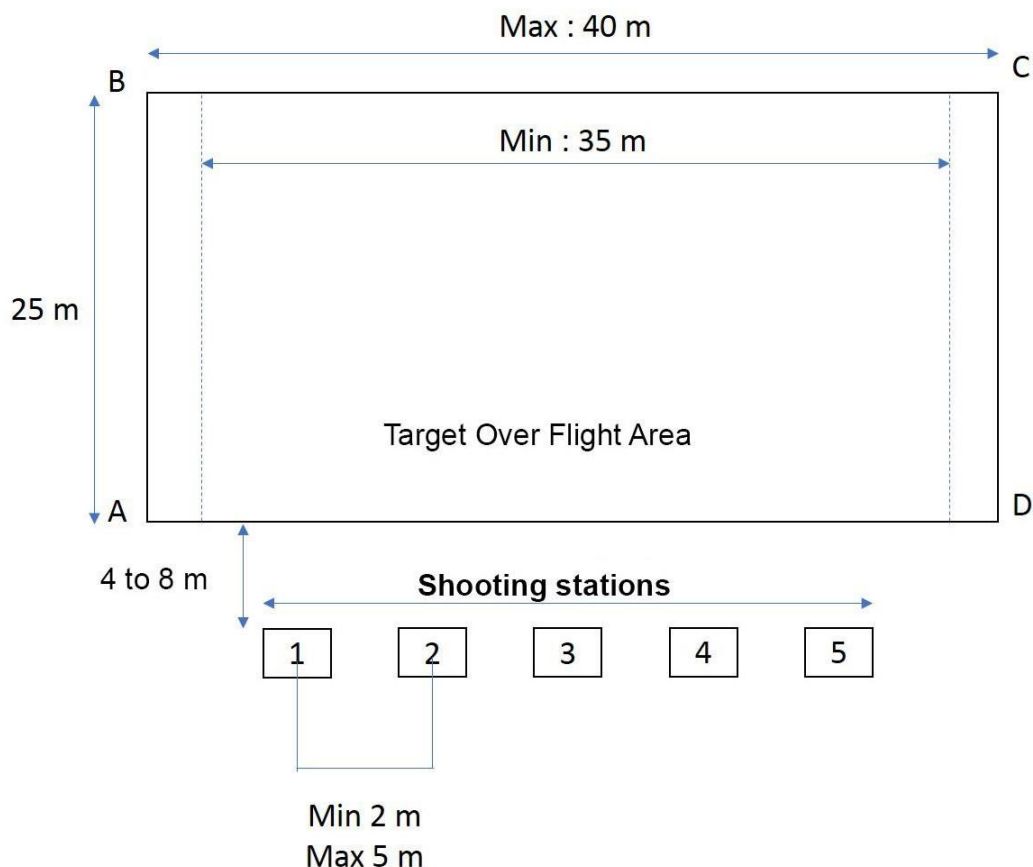 Max : 40 m
B
C
Min : 35 m
25 m
Target Over Flight Area
A
D
4 to 8 m
Shooting stations
1 2 3 4 5
Min 2 m
Max 5 m